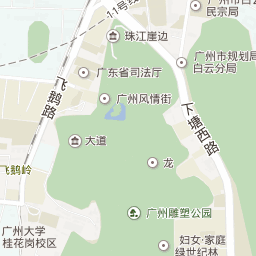 11号线
广州市白云
民宗局
珠江崖边
广州市规划局
白云分局
广东省司法厅
飞鹅路
广州风情街
下塘西路
大道
龙
飞鹅岭
广州大学
桂花岗校区
广州雕塑公园
妇女·家庭
绿世纪林